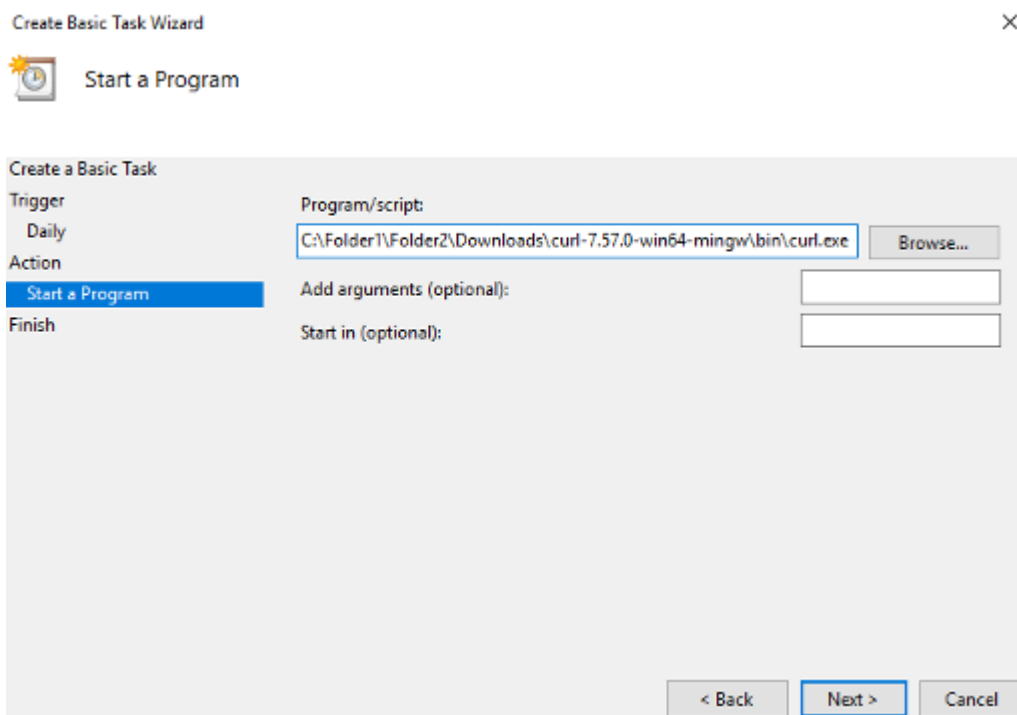 Create Basic Task Wizard
Start a Program
Create a Basic Task
Trigger
Daily
Action
Start a Program
Finish
Program/script:
C:\Folder1\Folder2\Downloads\curl-7.57.0-win64-mingw\bin\curl.exe
Browse...
Add arguments (optional):
Start in (optional):
< Back
Next >
Cancel